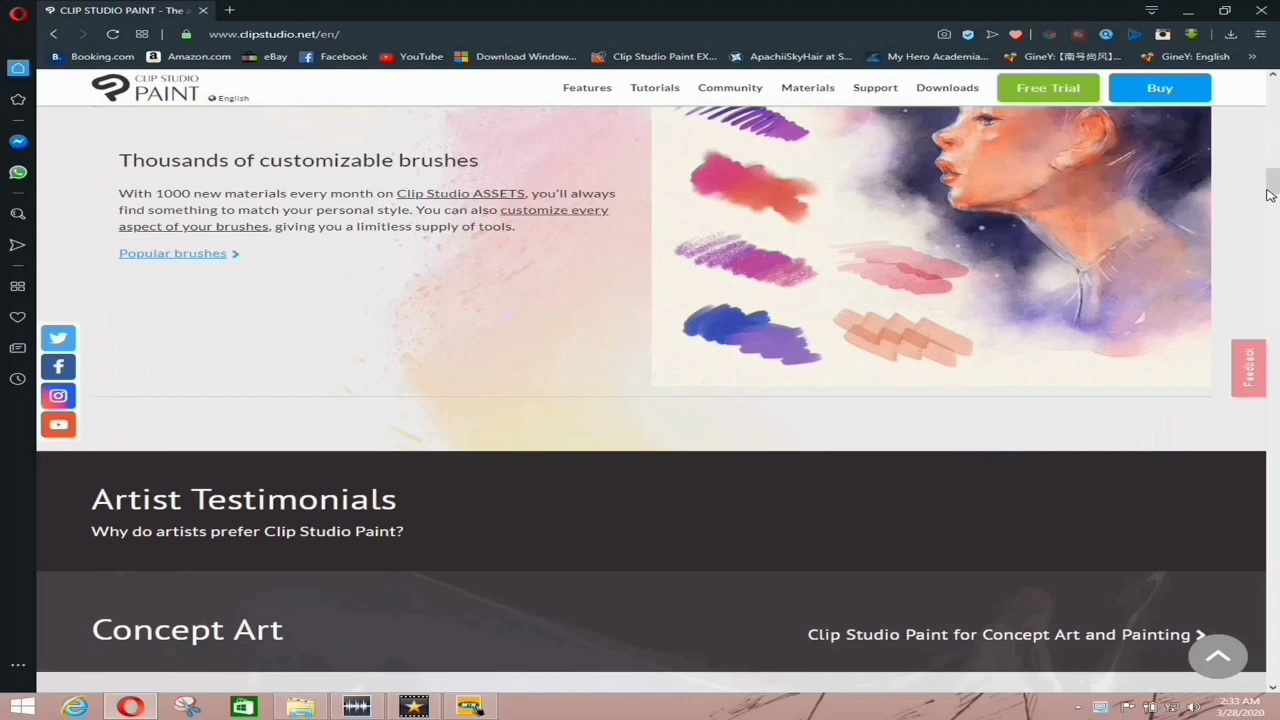 CLIP STUDIO PAINT - The a
www.clipstudio.net/en/
Booking.com
Amazon.com
eBay
Facebook
YouTube
Download Window...
Clip Studio Paint EX...
ApachiiSkyHair at S...
My Hero Academia...
GineY:【南号尚风】...
GineY: English
CLIP STUDIO
PAINT
English
Features
Tutorials
Community
Materials
Support
Downloads
Free Trial
Buy
Thousands of customizable brushes
With 1000 new materials every month on Clip Studio ASSETS, you'll always
find something to match your personal style. You can also customize every
aspect of your brushes, giving you a limitless supply of tools.
Popular brushes
Feedback
Artist Testimonials
Why do artists prefer Clip Studio Paint?
Concept Art
Clip Studio Paint for Concept Art and Painting
2:33 AM
3/28/2020